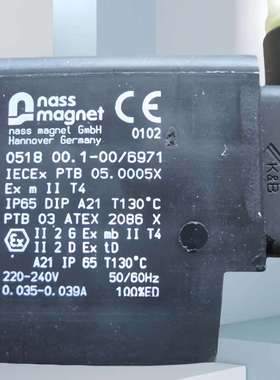 nass
magnet
nass magnet GmbH
Hannover Germany
CE
0102
0518 00.1-00/6971
IECEx PTB 05.0005X
Ex m II T4
IP65 DIP A21 T130°C
PTB 03 ATEX 2086 X
Ex II 2 G Ex mb II T4
II 2 D Ex tD
A21 IP 65 T130°C
220-240V 50/60Hz
0.035-0.039A 100%ED
K&B